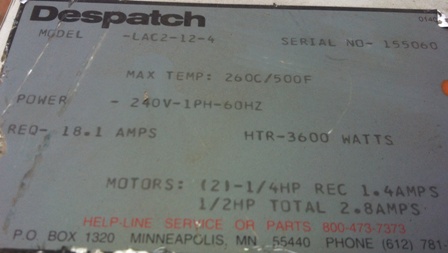 Despatch
MODEL -LAC2-12-4 SERIAL NO- 155060
MAX TEMP: 260C/500F
POWER - 240V-1PH-60HZ
REQ- 18.1 AMPS HTR-3600 WATTS
MOTORS: (2)-1/4HP REC 1.4AMPS
1/2HP TOTAL 2.8AMPS
HELP-LINE SERVICE OR PARTS 800-473-7373
P.O. BOX 1320 MINNEAPOLIS, MN 55440 PHONE (612) 781-